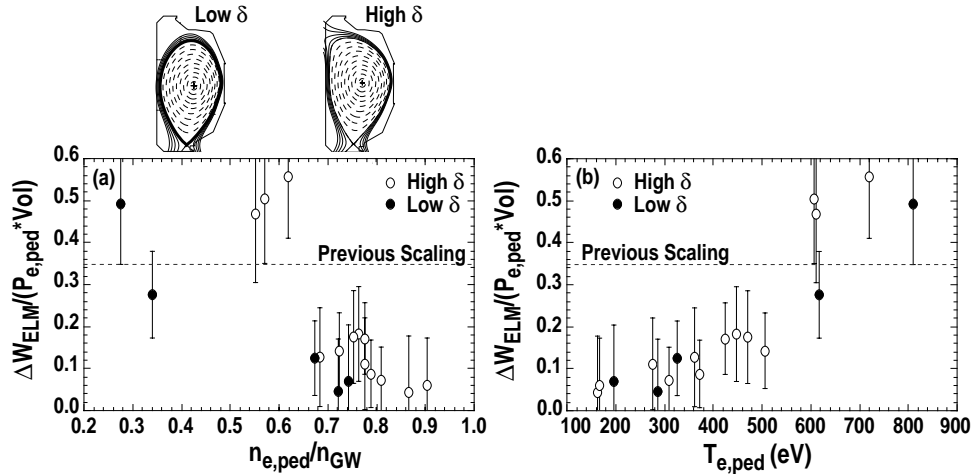 Low δ
High δ
(a)
High δ
Low δ
Previous Scaling
0.6
0.5
0.4
0.3
0.2
0.1
0.0
ΔW_ELM/(P_e,ped*Vol)
0.2 0.3 0.4 0.5 0.6 0.7 0.8 0.9 1.0
n_e,ped/n_GW
(b)
High δ
Low δ
Previous Scaling
0.6
0.5
0.4
0.3
0.2
0.1
0.0
ΔW_ELM/(P_e,ped*Vol)
100 200 300 400 500 600 700 800 900
T_e,ped (eV)